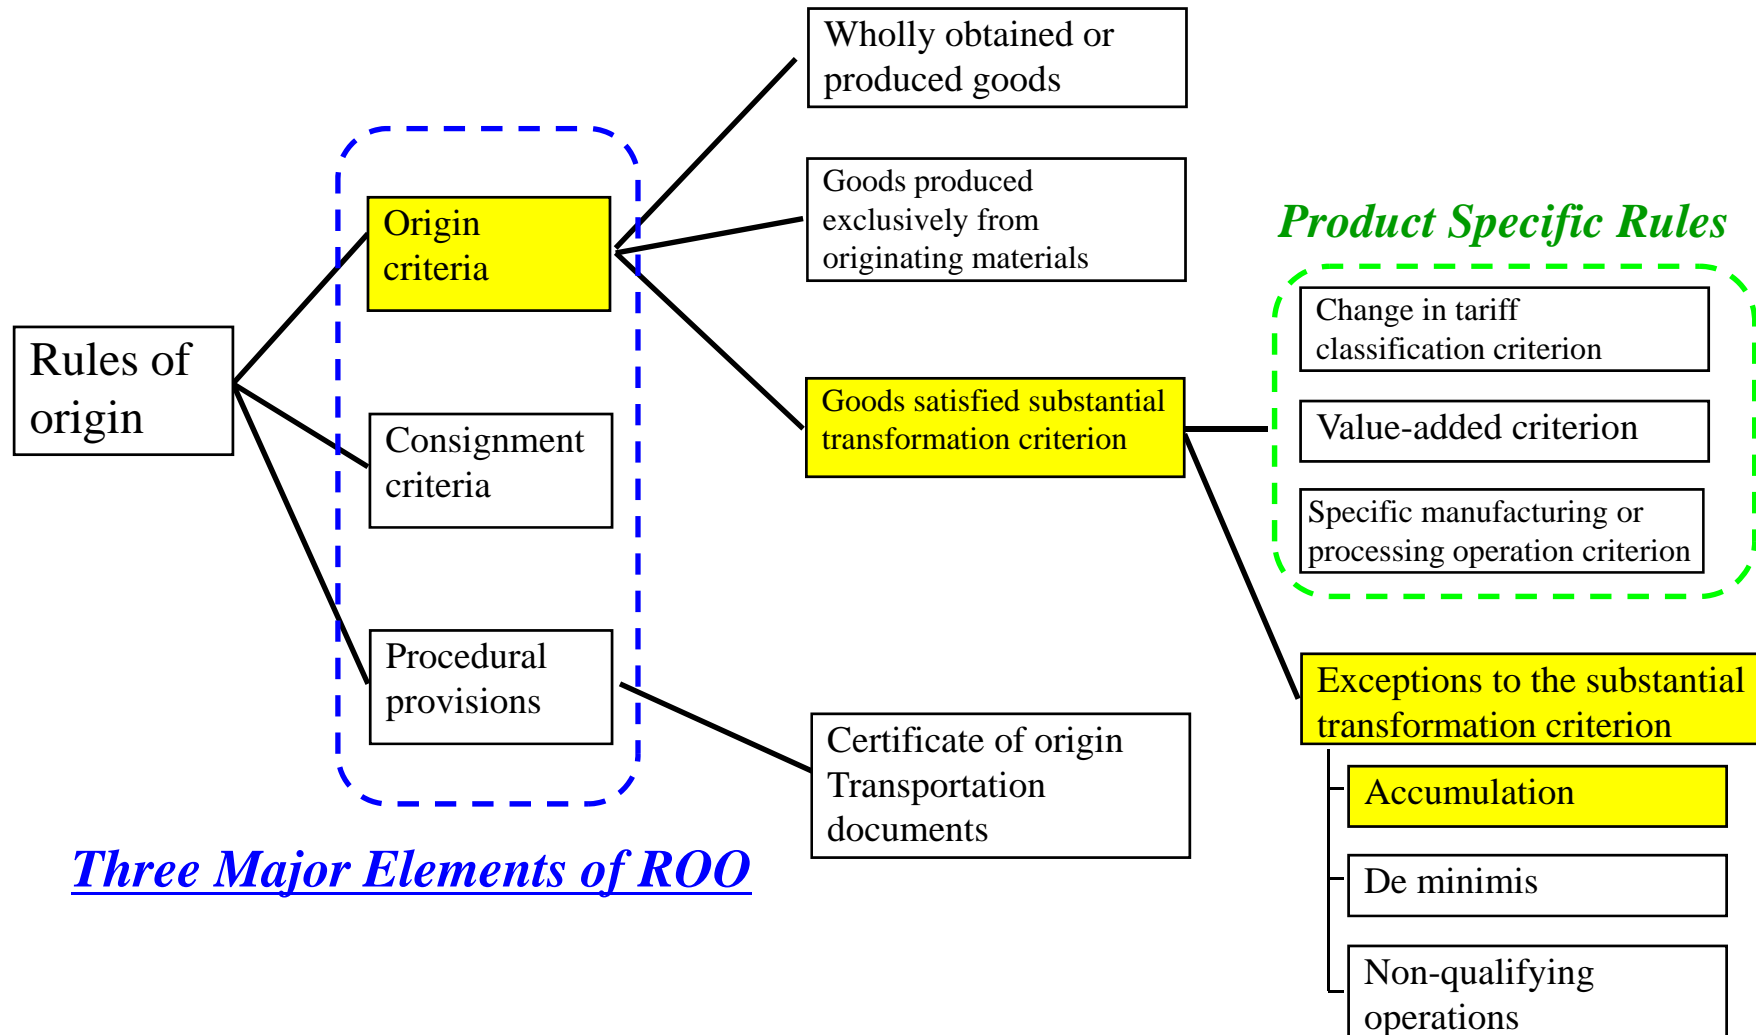 Rules of
origin
Origin
criteria
Consignment
criteria
Procedural
provisions
Three Major Elements of ROO
Wholly obtained or
produced goods
Goods produced
exclusively from
originating materials
Goods satisfied substantial
transformation criterion
Certificate of origin
Transportation
documents
Product Specific Rules
Change in tariff
classification criterion
Value-added criterion
Specific manufacturing or
processing operation criterion
Exceptions to the substantial
transformation criterion
Accumulation
De minimis
Non-qualifying
operations